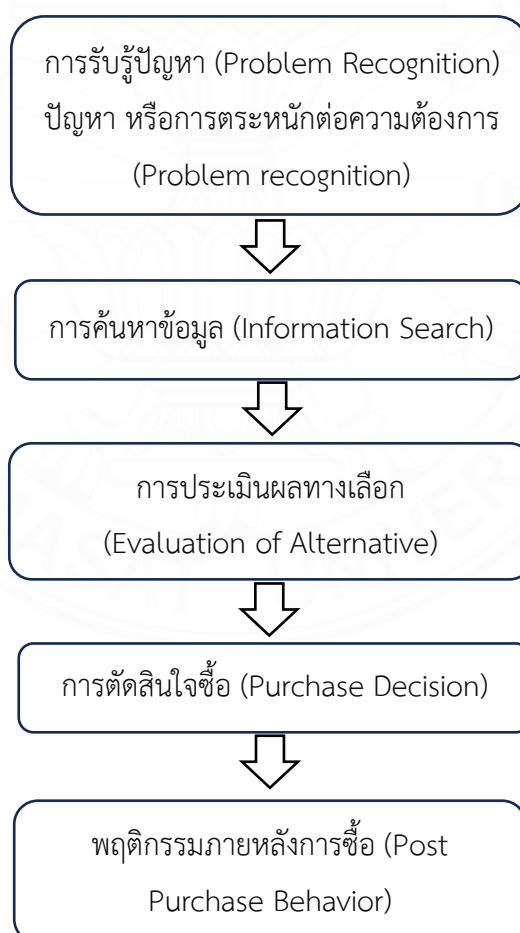 การรับรู้ปัญหา (Problem Recognition)
ปัญหา หรือการตระหนักต่อความต้องการ
(Problem recognition)
การค้นหาข้อมูล (Information Search)
การประเมินผลทางเลือก
(Evaluation of Alternative)
การตัดสินใจซื้อ (Purchase Decision)
พฤติกรรมภายหลังการซื้อ (Post
Purchase Behavior)